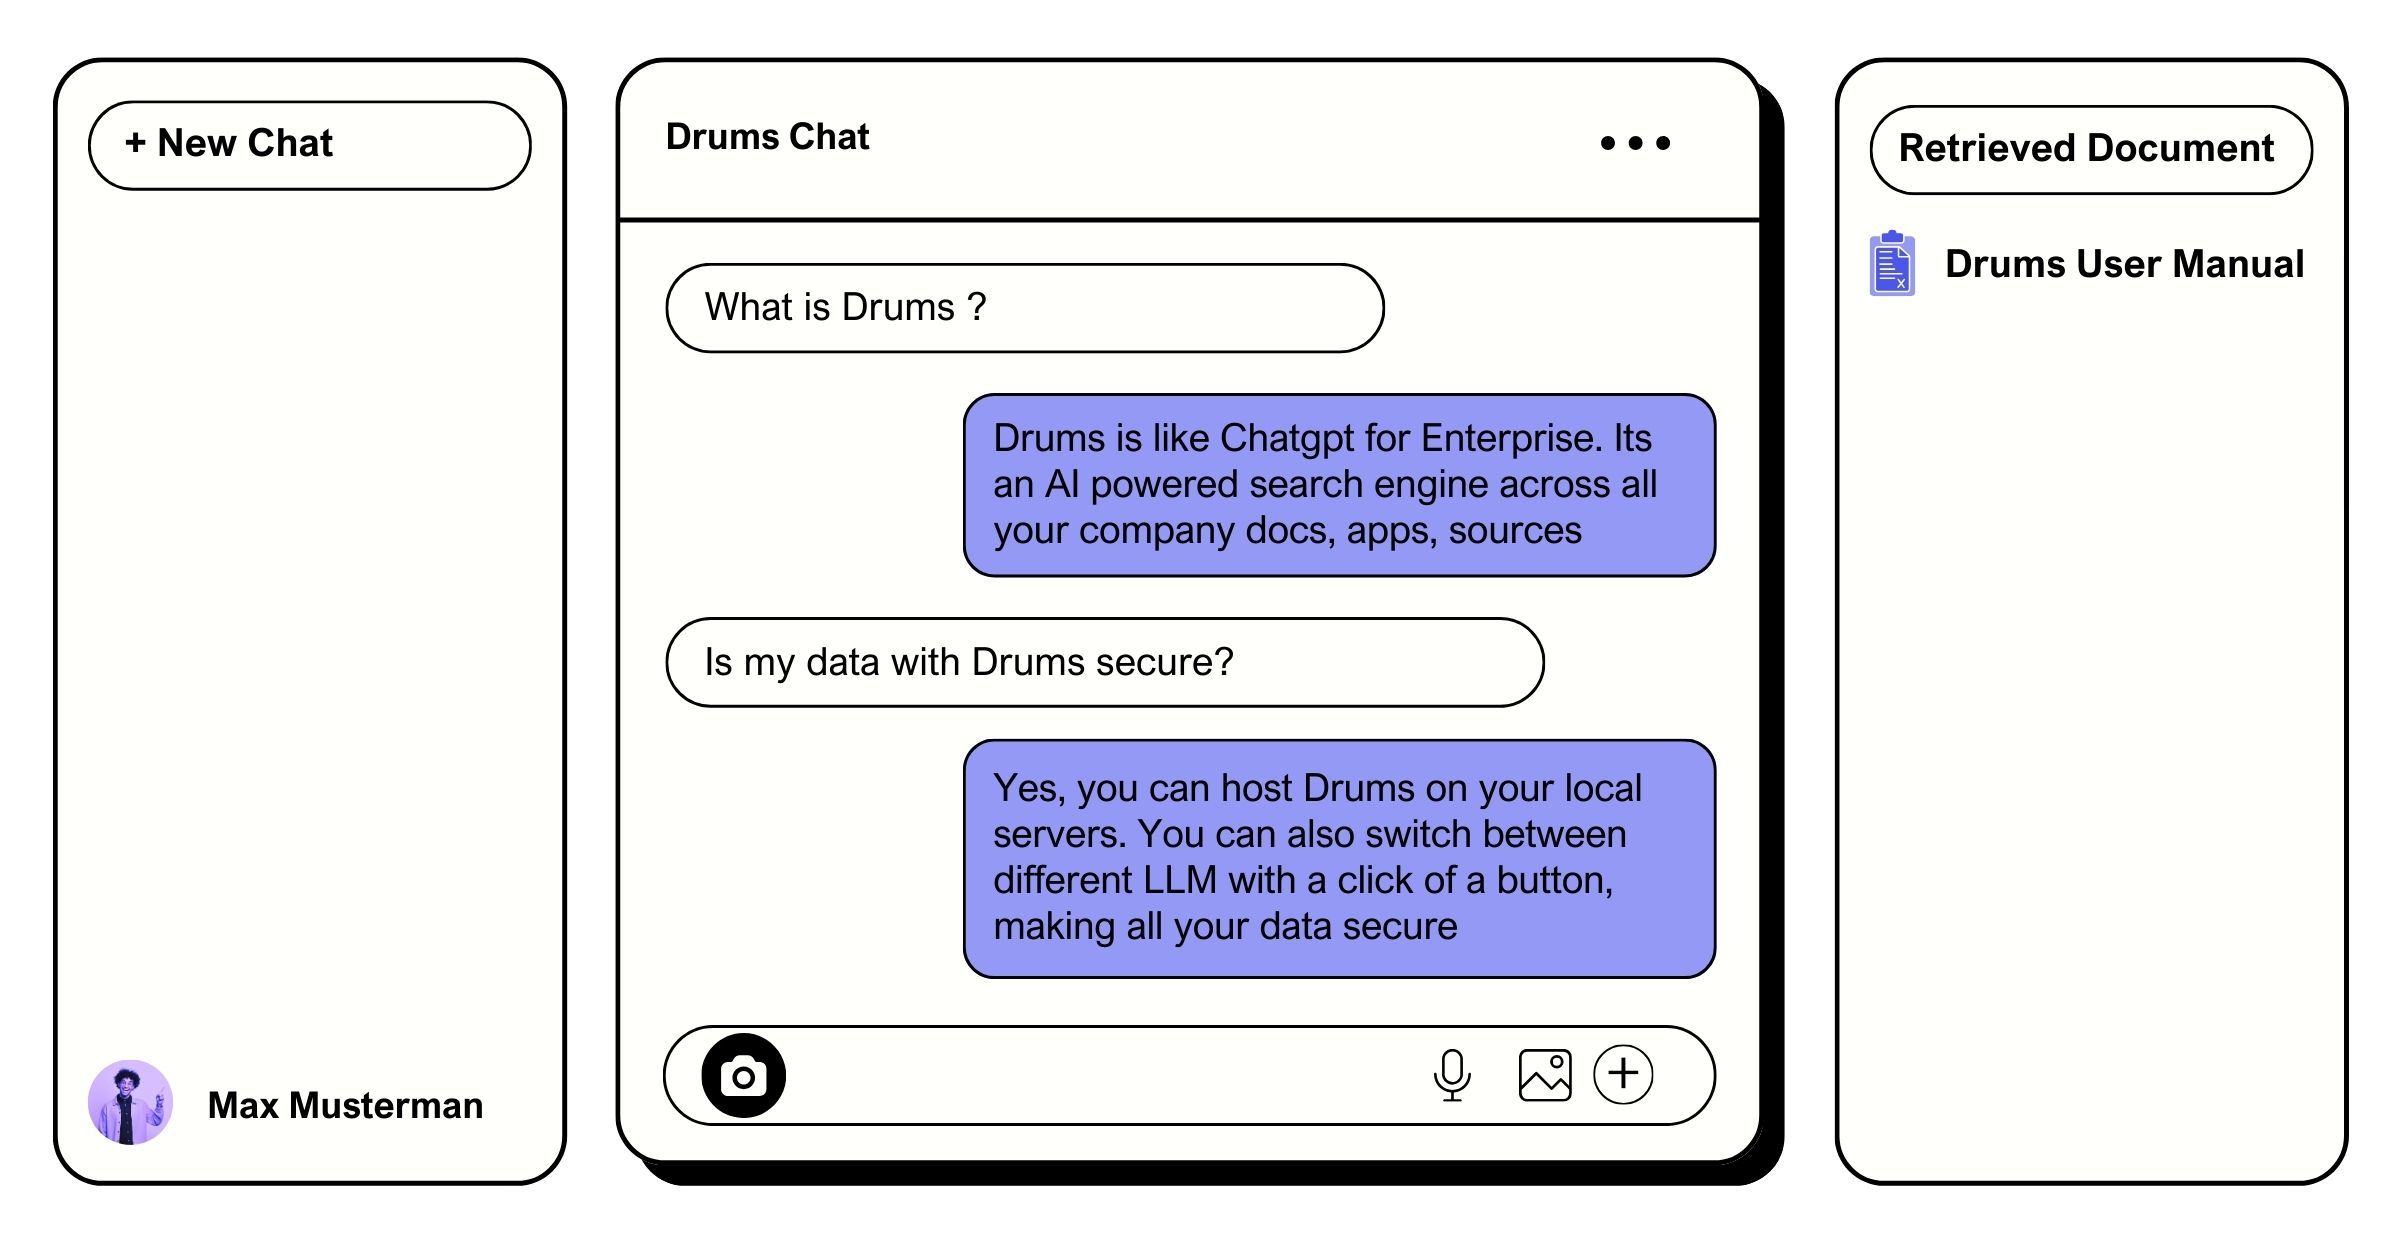 + New Chat
Max Musterman
Drums Chat
What is Drums ?
Drums is like Chatgpt for Enterprise. Its
an AI powered search engine across all
your company docs, apps, sources
Is my data with Drums secure?
Yes, you can host Drums on your local
servers. You can also switch between
different LLM with a click of a button,
making all your data secure
Retrieved Document
Drums User Manual